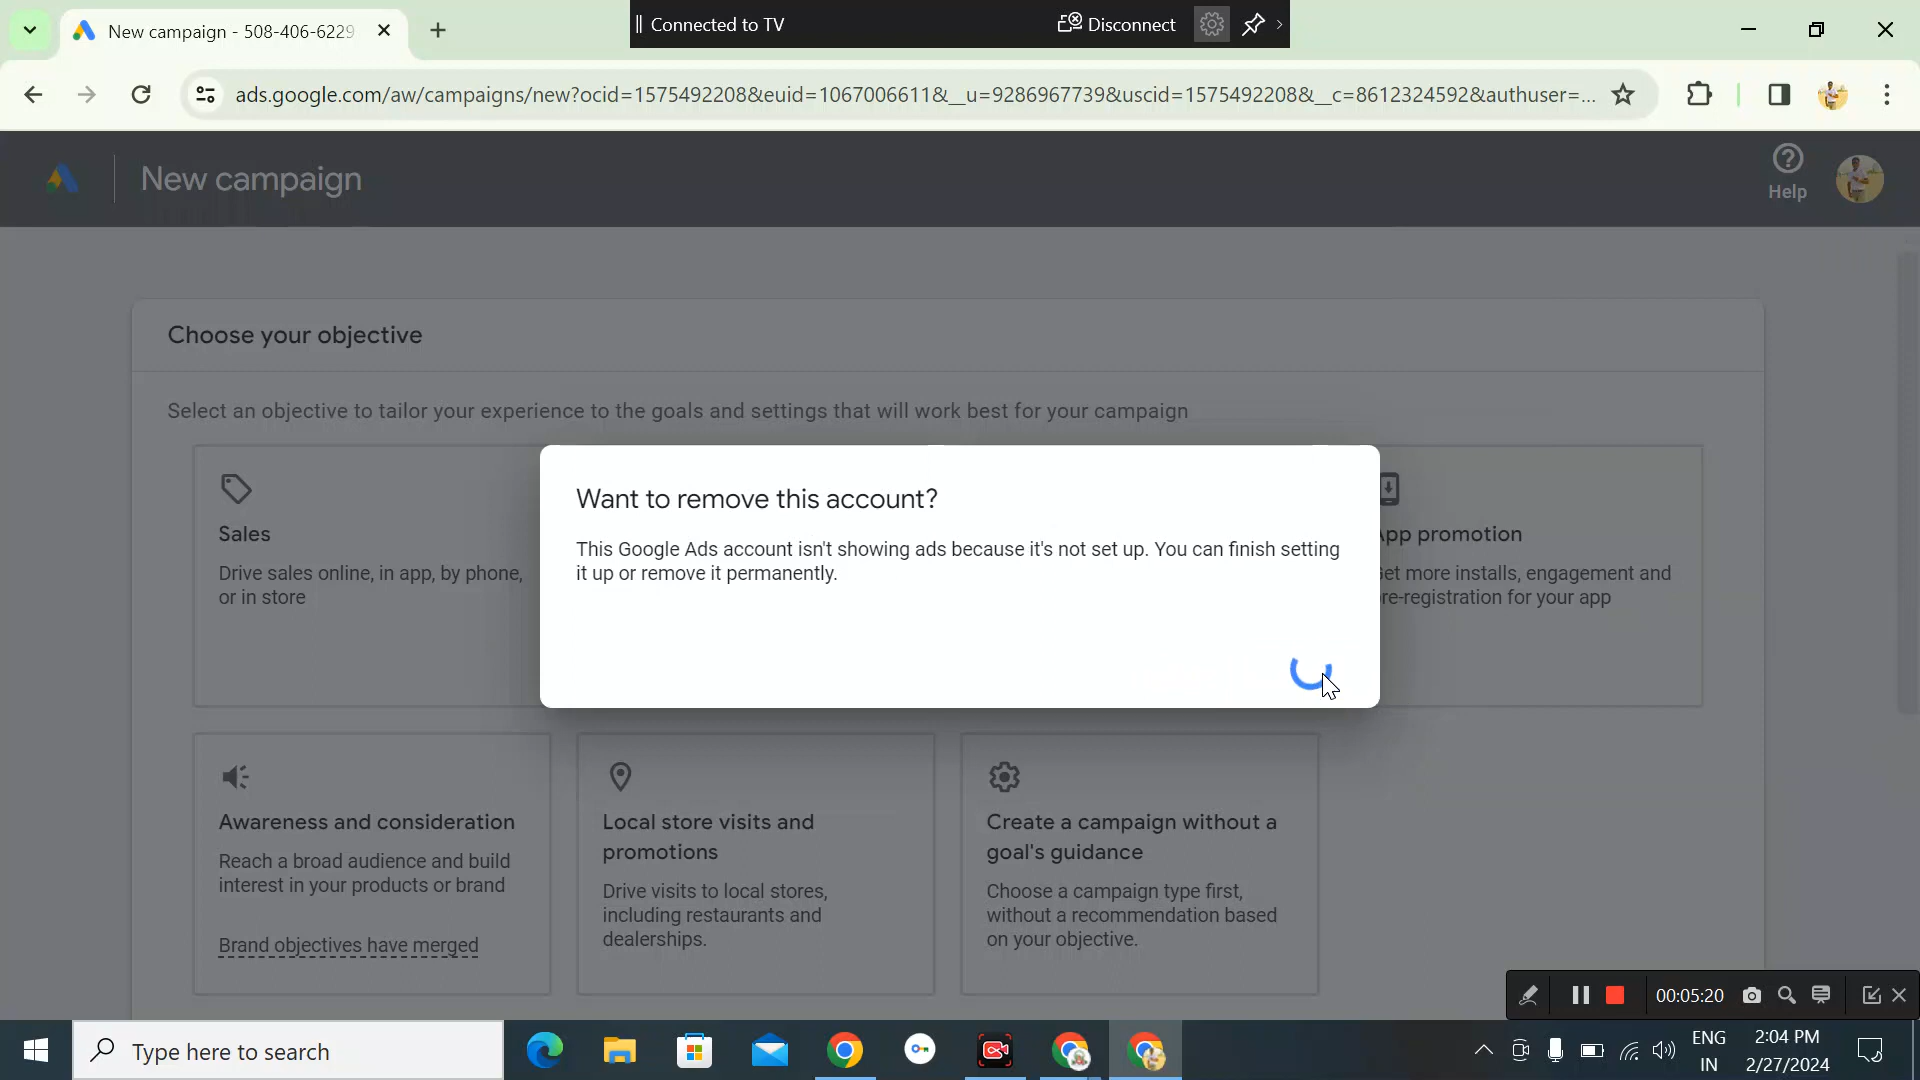 New campaign - 508-406-6229
Connected to TV
Disconnect
ads.google.com/aw/campaigns/new?ocid=1575492208&euid=1067006611&__u=9286967739&uscid=1575492208&__c=8612324592&authuser=...
New campaign
Help
Choose your objective
Select an objective to tailor your experience to the goals and settings that will work best for your campaign
Sales
Drive sales online, in app, by phone,
or in store
Want to remove this account?
This Google Ads account isn't showing ads because it's not set up. You can finish setting
it up or remove it permanently.
App promotion
Get more installs, engagement and
pre-registration for your app
Awareness and consideration
Reach a broad audience and build
interest in your products or brand
Brand objectives have merged
Local store visits and
promotions
Drive visits to local stores,
including restaurants and
dealerships.
Create a campaign without a
goal's guidance
Choose a campaign type first,
without a recommendation based
on your objective.
00:05:20
Type here to search
ENG
IN
2:04 PM
2/27/2024